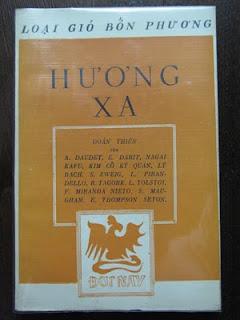 LOẠI GIÓ BỐN PHƯƠNG
HƯƠNG
XA
ĐOẢN THIÊN
của
A. DAUDET, E. DABIT, NAGAI
KAFU, KIM CỔ KỲ QUAN, LÝ
BẠCH, S. ZWEIG, L. PIRAN-
DELLO, R. TAGORE, L. TOLSTOI,
F. MIRANDA NIETO, S. MAU-
GHAM, E. THOMPSON SETON.
ĐỜI NAY